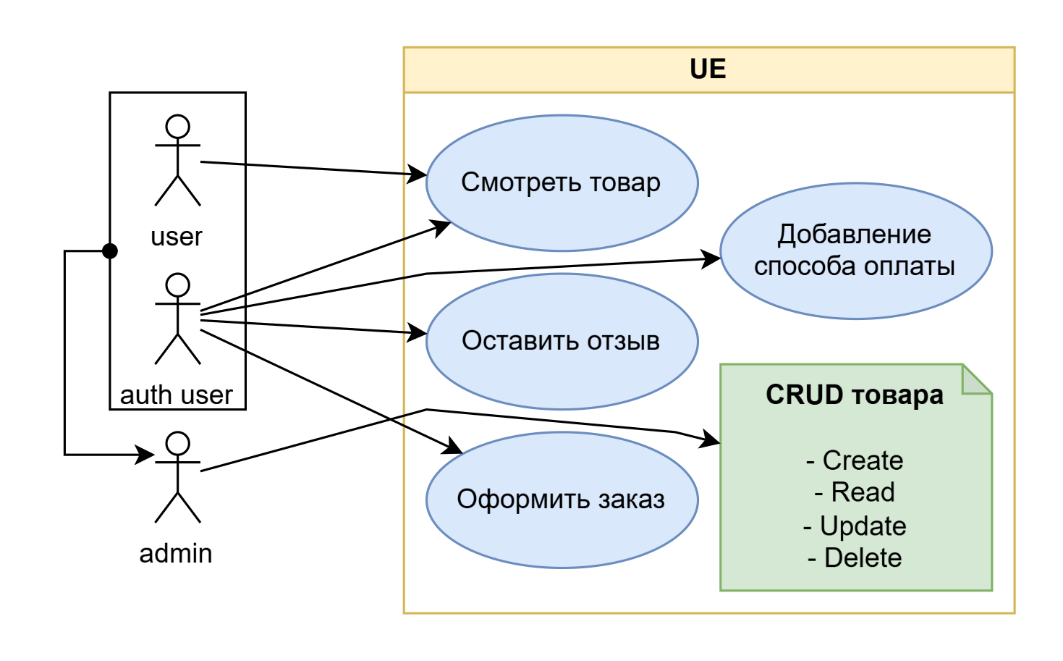 UE
user
auth user
admin
Смотреть товар
Добавление
способа оплаты
Оставить отзыв
Оформить заказ
CRUD товара
- Create
- Read
- Update
- Delete